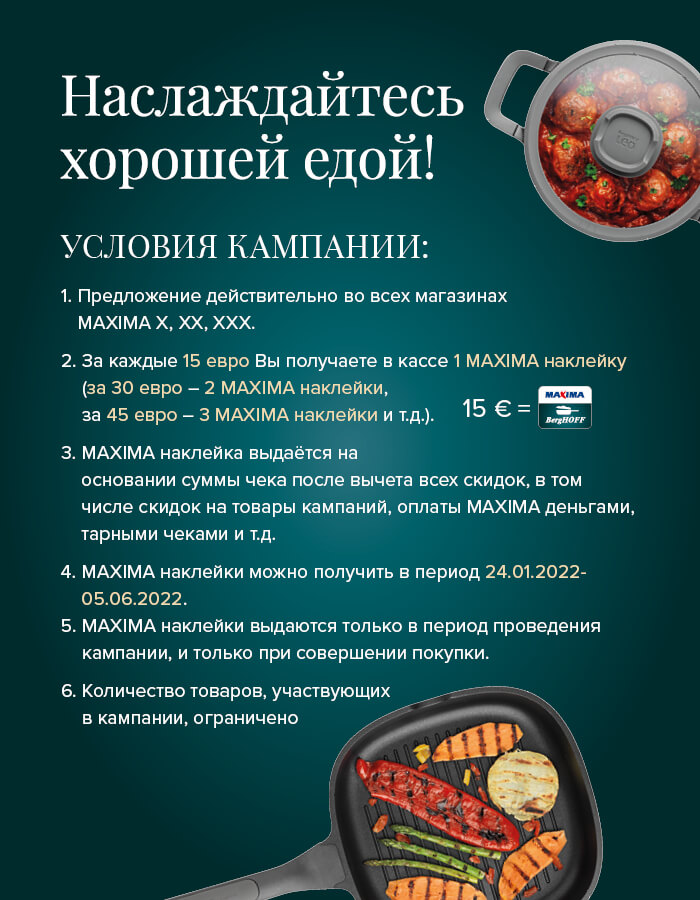 Наслаждайтесь
хорошей едой!
УСЛОВИЯ КАМПАНИИ:
1. Предложение действительно во всех магазинах
MAXIMA X, XX, XXX.
2. За каждые 15 евро Вы получаете в кассе 1 MAXIMA наклейку
(за 30 евро – 2 MAXIMA наклейки,
за 45 евро – 3 MAXIMA наклейки и т.д.).
15 € =
MAXIMA
BergHOFF
3. MAXIMA наклейка выдаётся на
основании суммы чека после вычета всех скидок, в том
числе скидок на товары кампаний, оплаты MAXIMA деньгами,
тарными чеками и т.д.
4. MAXIMA наклейки можно получить в период 24.01.2022-
05.06.2022.
5. MAXIMA наклейки выдаются только в период проведения
кампании, и только при совершении покупки.
6. Количество товаров, участвующих
в кампании, ограничено